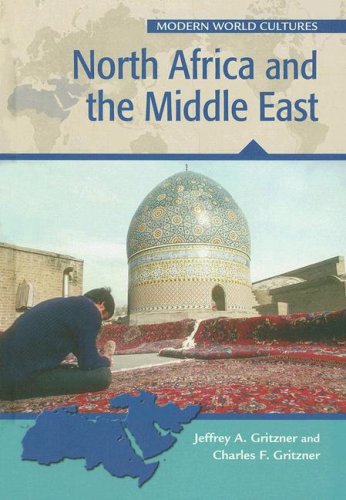 MODERN WORLD CULTURES
North Africa and
the Middle East
Jeffrey A. Gritzner and
Charles F. Gritzner